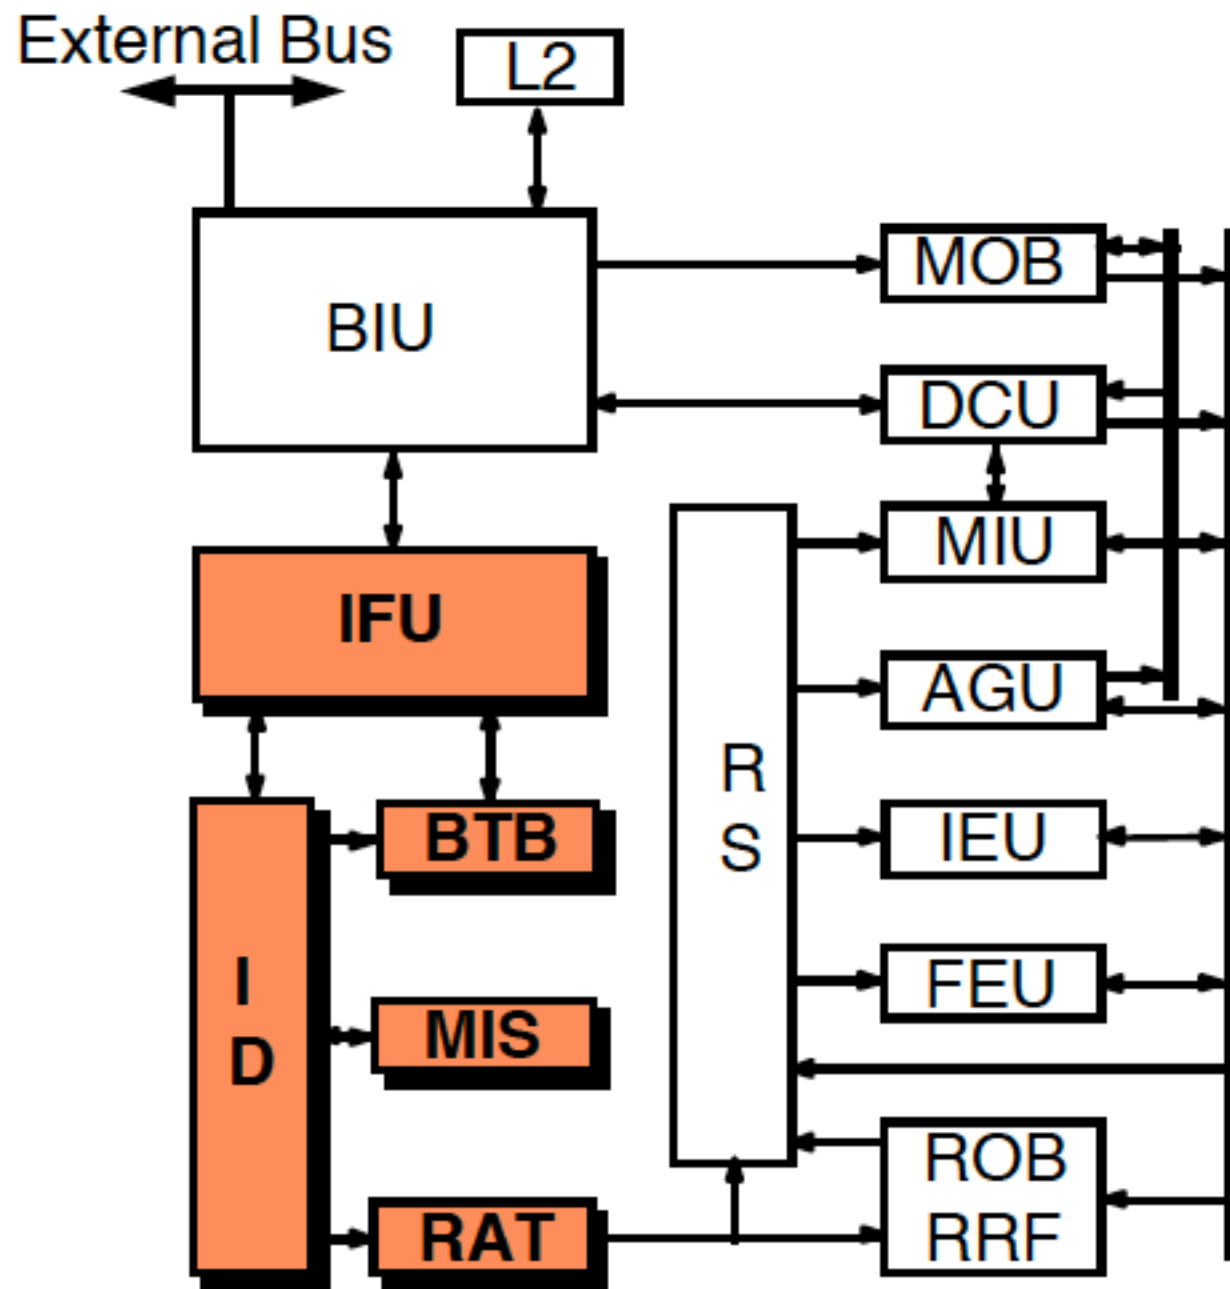 External Bus
L2
BIU
MOB
DCU
MIU
IFU
AGU
R
S
BTB
IEU
I
D
FEU
MIS
ROB
RRF
RAT